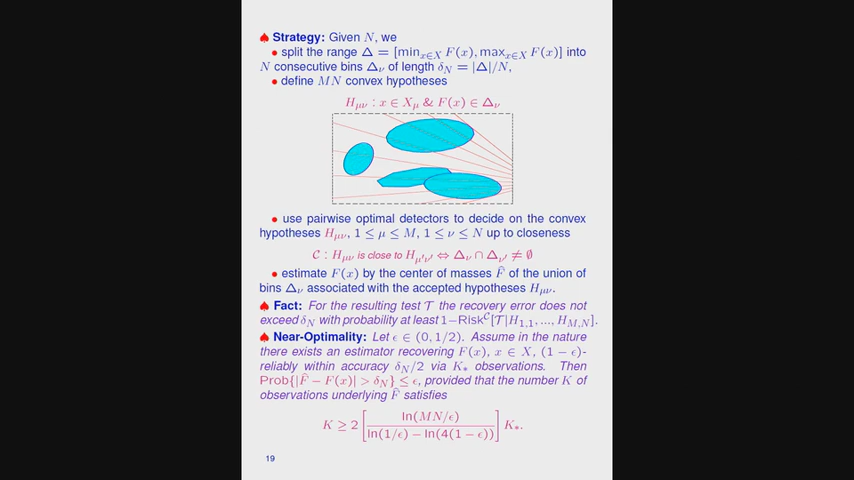 ♠ Strategy: Given N, we
• split the range Δ = [min_{x∈X} F(x), max_{x∈X} F(x)] into
N consecutive bins Δ_ν of length δ_N = |Δ|/N,
• define MN convex hypotheses
H_{μν} : x ∈ X_μ & F(x) ∈ Δ_ν
• use pairwise optimal detectors to decide on the convex
hypotheses H_{μν}, 1 ≤ μ ≤ M, 1 ≤ ν ≤ N up to closeness
C : H_{μν} is close to H_{μ′ν′} ⇔ Δ_ν ∩ Δ_{ν′} ≠ ∅
• estimate F(x) by the center of masses F̂ of the union of
bins Δ_ν associated with the accepted hypotheses H_{μν}.
♠ Fact: For the resulting test T the recovery error does not
exceed δ_N with probability at least 1−Risk^C[T|H_{1,1}, ..., H_{M,N}].
♠ Near-Optimality: Let ϵ ∈ (0, 1/2). Assume in the nature
there exists an estimator recovering F(x), x ∈ X, (1 − ϵ)-
reliably within accuracy δ_N/2 via K_* observations. Then
Prob{|F̂ − F(x)| > δ_N} ≤ ϵ, provided that the number K of
observations underlying F̂ satisfies
K ≥ 2 [ ln(MN/ϵ) / (ln(1/ϵ) − ln(4(1 − ϵ))) ] K_*.
19